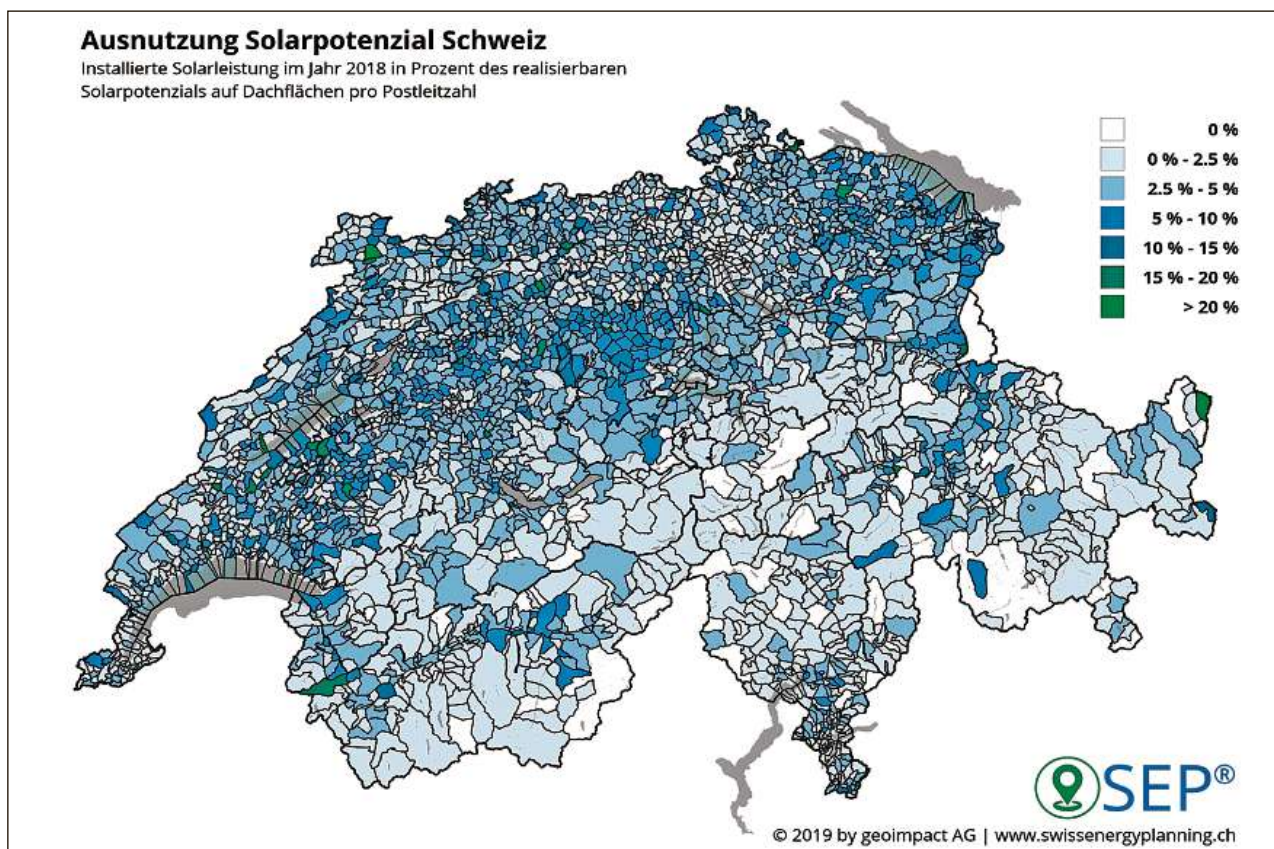 Ausnutzung Solarpotenzial Schweiz
Installierte Solarleistung im Jahr 2018 in Prozent des realisierbaren
Solarpotenzials auf Dachflächen pro Postleitzahl
0 %
0 % - 2.5 %
2.5 % - 5 %
5 % - 10 %
10 % - 15 %
15 % - 20 %
> 20 %
SEP®
© 2019 by geoimpact AG | www.swissenergyplanning.ch